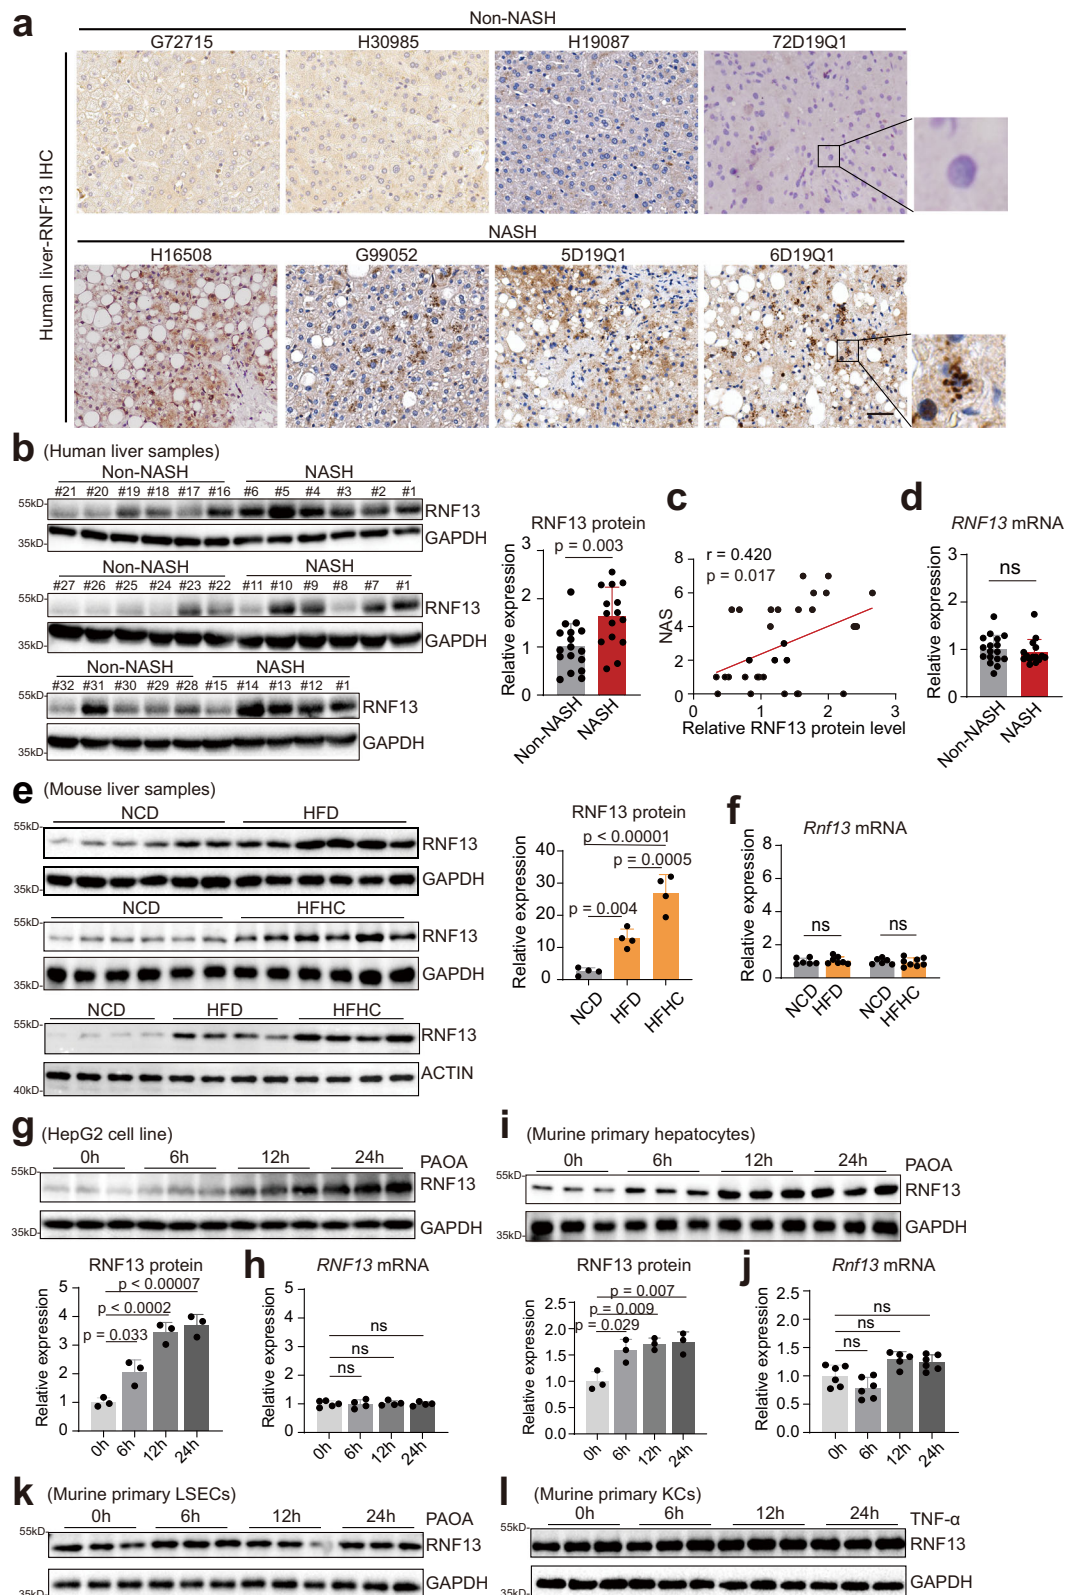 a
Non-NASH
G72715 H30985 H19087 72D19Q1
Human liver-RNF13 IHC
NASH
H16508 G99052 5D19Q1 6D19Q1
b (Human liver samples)
Non-NASH NASH
#21 #20 #19 #18 #17 #16 #6 #5 #4 #3 #2 #1
55kD- RNF13
35kD- GAPDH
Non-NASH NASH
#27 #26 #25 #24 #23 #22 #11 #10 #9 #8 #7 #1
55kD- RNF13
35kD- GAPDH
Non-NASH NASH
#32 #31 #30 #29 #28 #15 #14 #13 #12 #1
55kD- RNF13
35kD- GAPDH
RNF13 protein
p = 0.003
Relative expression
3
2
1
0
Non-NASH NASH
c
r = 0.420
p = 0.017
NAS
8
6
4
2
0
0 1 2 3
Relative RNF13 protein level
d
RNF13 mRNA
ns
Relative expression
3
2
1
0
Non-NASH NASH
e (Mouse liver samples)
NCD HFD
55kD- RNF13
35kD- GAPDH
NCD HFHC
55kD- RNF13
35kD- GAPDH
NCD HFD HFHC
55kD- RNF13
40kD- ACTIN
RNF13 protein
p < 0.00001
p = 0.0005
p = 0.004
Relative expression
40
30
20
10
0
NCD HFD HFHC
f
Rnf13 mRNA
Relative expression
8
6
4
2
0
ns ns
NCD HFD NCD HFHC
g (HepG2 cell line)
0h 6h 12h 24h PAOA
55kD- RNF13
35kD- GAPDH
RNF13 protein
p < 0.00007
p < 0.0002
p = 0.033
Relative expression
5
4
3
2
1
0
0h 6h 12h 24h
h
RNF13 mRNA
Relative expression
5
4
3
2
1
0
ns
ns
ns
0h 6h 12h 24h
i (Murine primary hepatocytes)
0h 6h 12h 24h PAOA
55kD- RNF13
35kD- GAPDH
RNF13 protein
p = 0.007
p = 0.009
p = 0.029
Relative expression
2.5
2.0
1.5
1.0
0.5
0.0
0h 6h 12h 24h
j
Rnf13 mRNA
Relative expression
2.5
2.0
1.5
1.0
0.5
0.0
ns
ns
ns
0h 6h 12h 24h
k (Murine primary LSECs)
0h 6h 12h 24h PAOA
55kD- RNF13
35kD- GAPDH
l (Murine primary KCs)
0h 6h 12h 24h TNF-α
55kD- RNF13
35kD- GAPDH